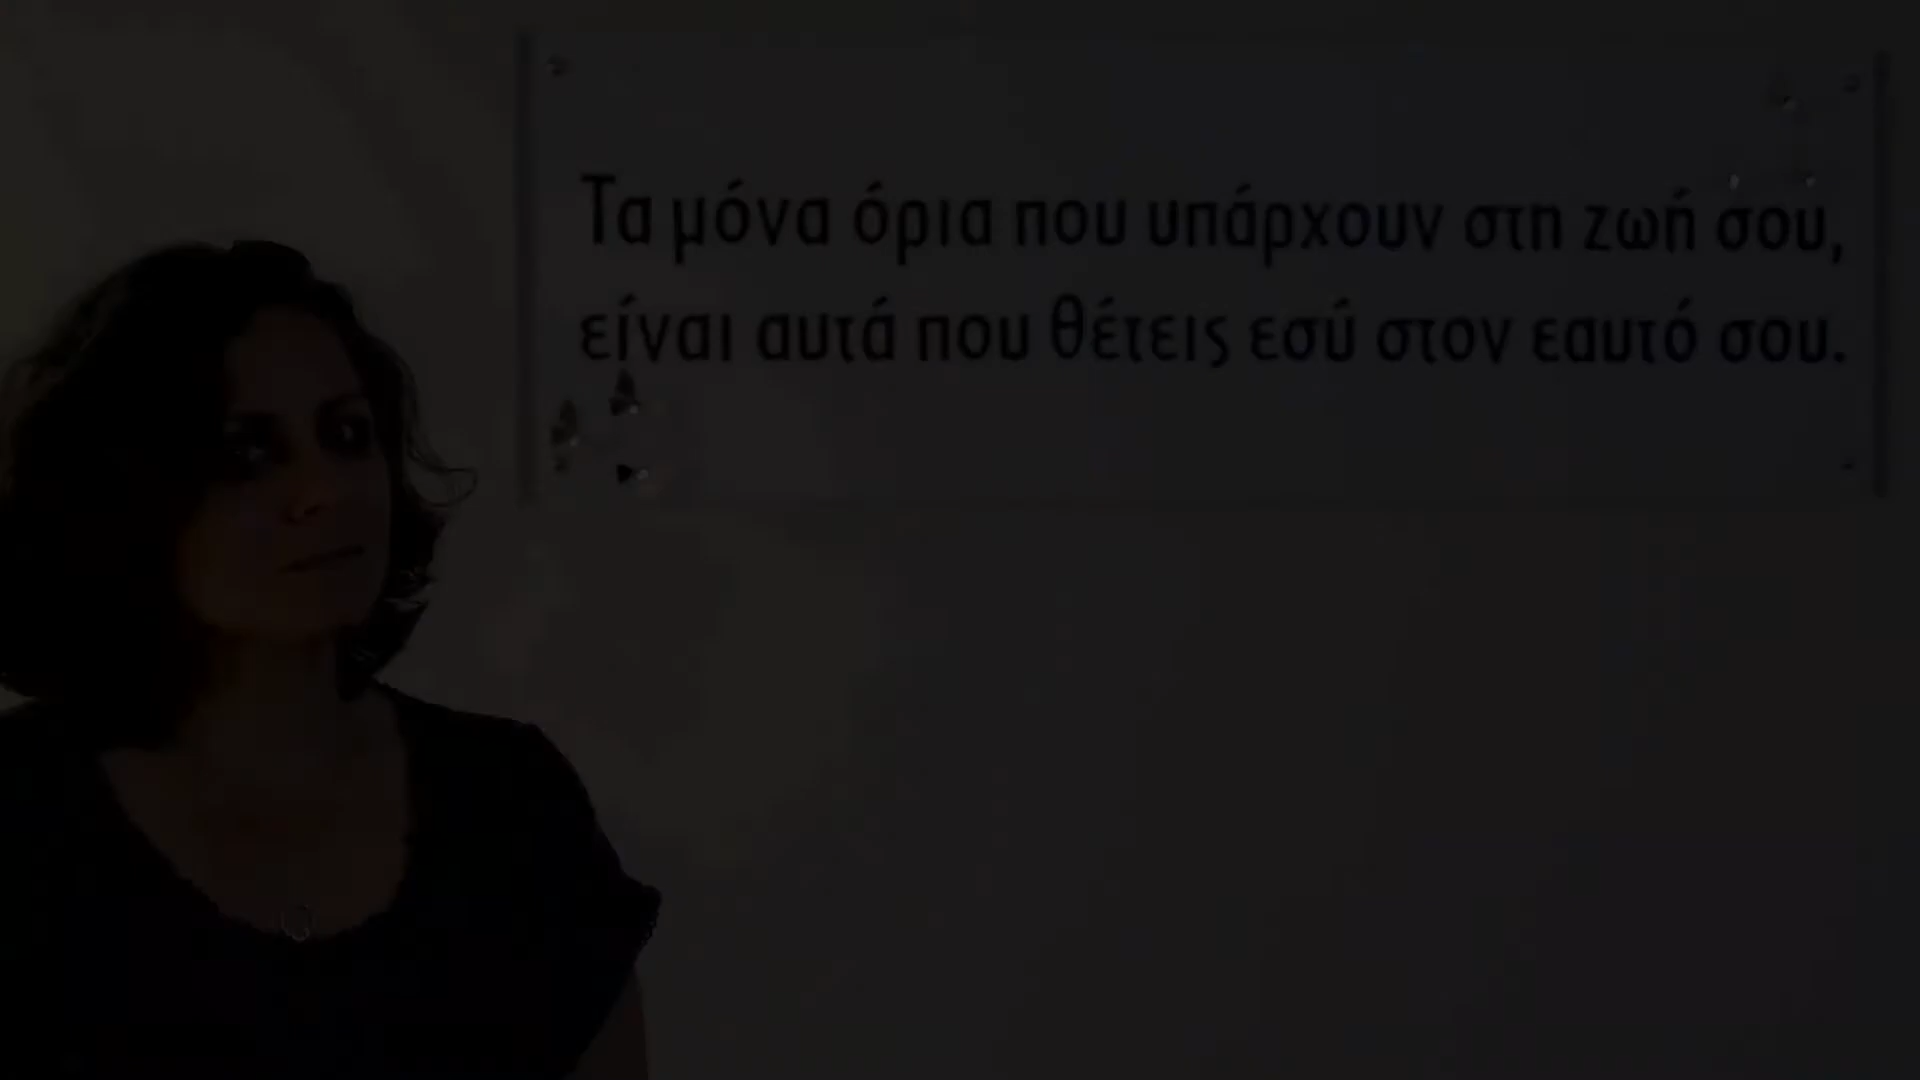 Τα μόνα όρια που υπάρχουν στη ζωή σου,
είναι αυτά που θέτεις εσύ στον εαυτό σου.